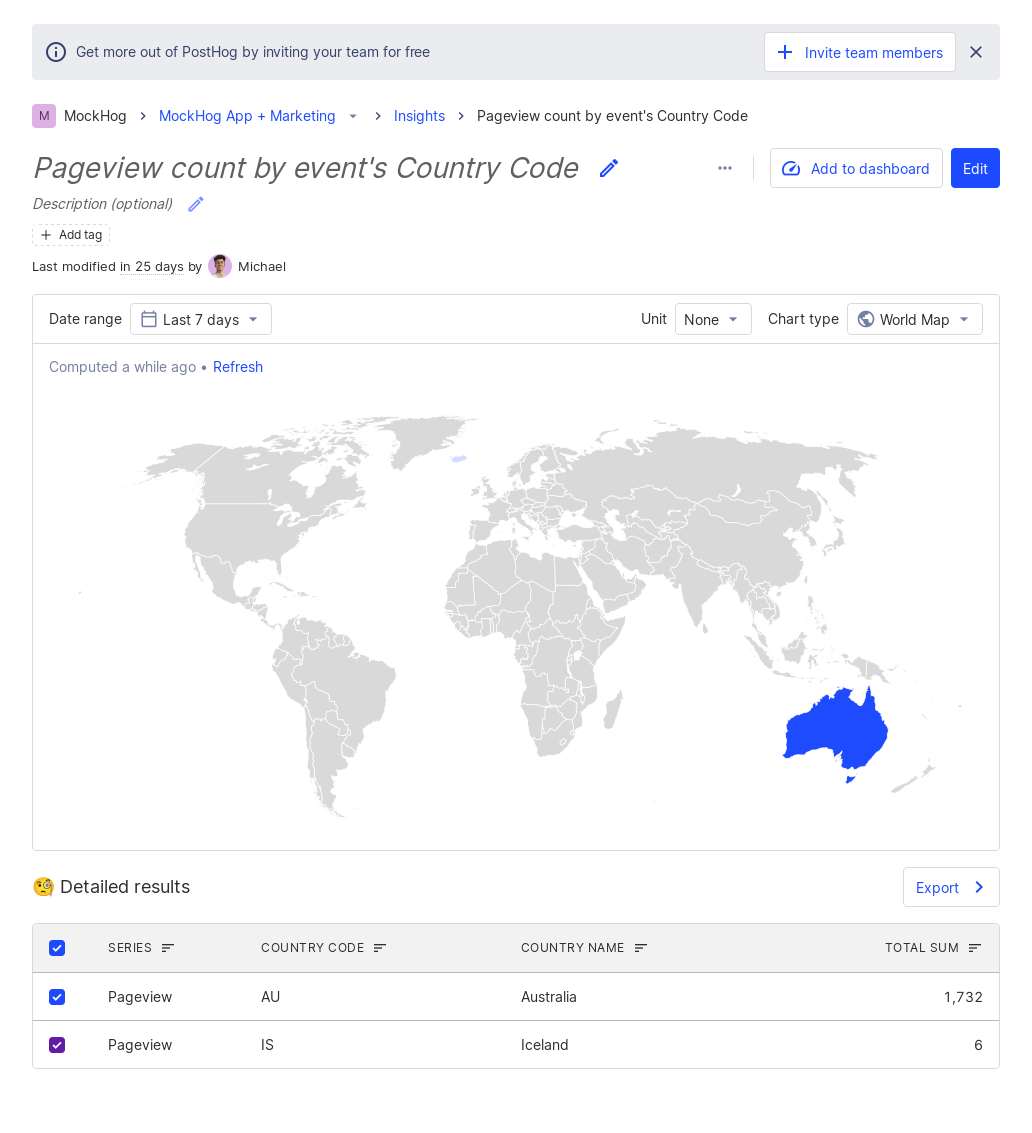 Get more out of PostHog by inviting your team for free
Invite team members
M MockHog MockHog App + Marketing Insights Pageview count by event's Country Code
Pageview count by event's Country Code
Add to dashboard
Edit
Description (optional)
Add tag
Last modified in 25 days by Michael
Date range Last 7 days Unit None Chart type World Map
Computed a while ago • Refresh
🧐 Detailed results
Export
SERIES COUNTRY CODE COUNTRY NAME TOTAL SUM
Pageview AU Australia 1,732
Pageview IS Iceland 6